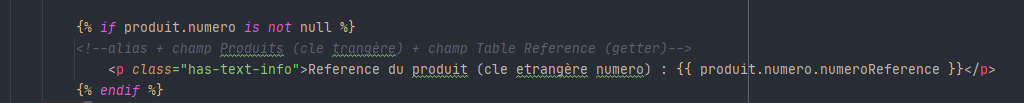 {% if produit.numero is not null %}
<!--alias + champ Produits (cle trangère) + champ Table Reference (getter)-->
<p class="has-text-info">Reference du produit (cle etrangère numero) : {{ produit.numero.numeroReference }}</p>
{% endif %}